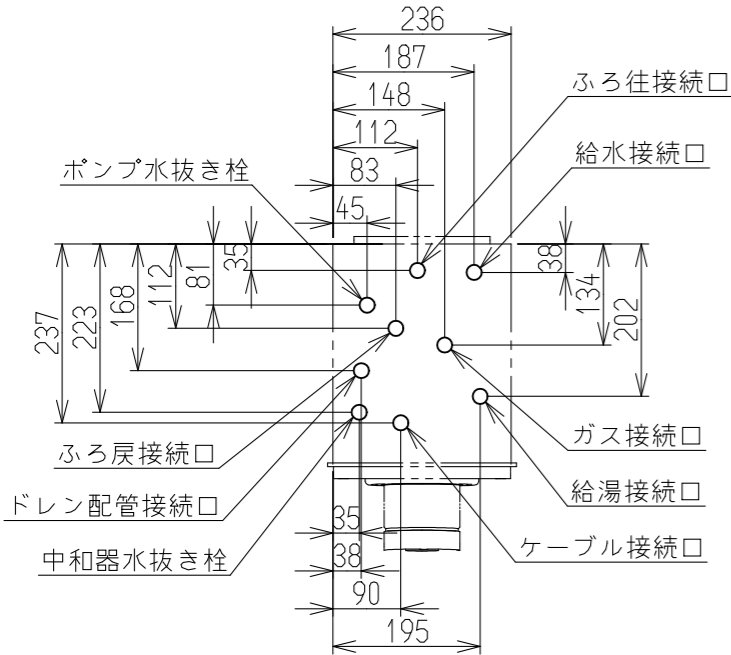 236
187
ふろ往接続口
148
112
給水接続口
ポンプ水抜き栓
83
45
35
38
81
112
134
168
202
223
237
ふろ戻接続口
ガス接続口
ドレン配管接続口
給湯接続口
35
中和器水抜き栓
38
ケーブル接続口
90
195